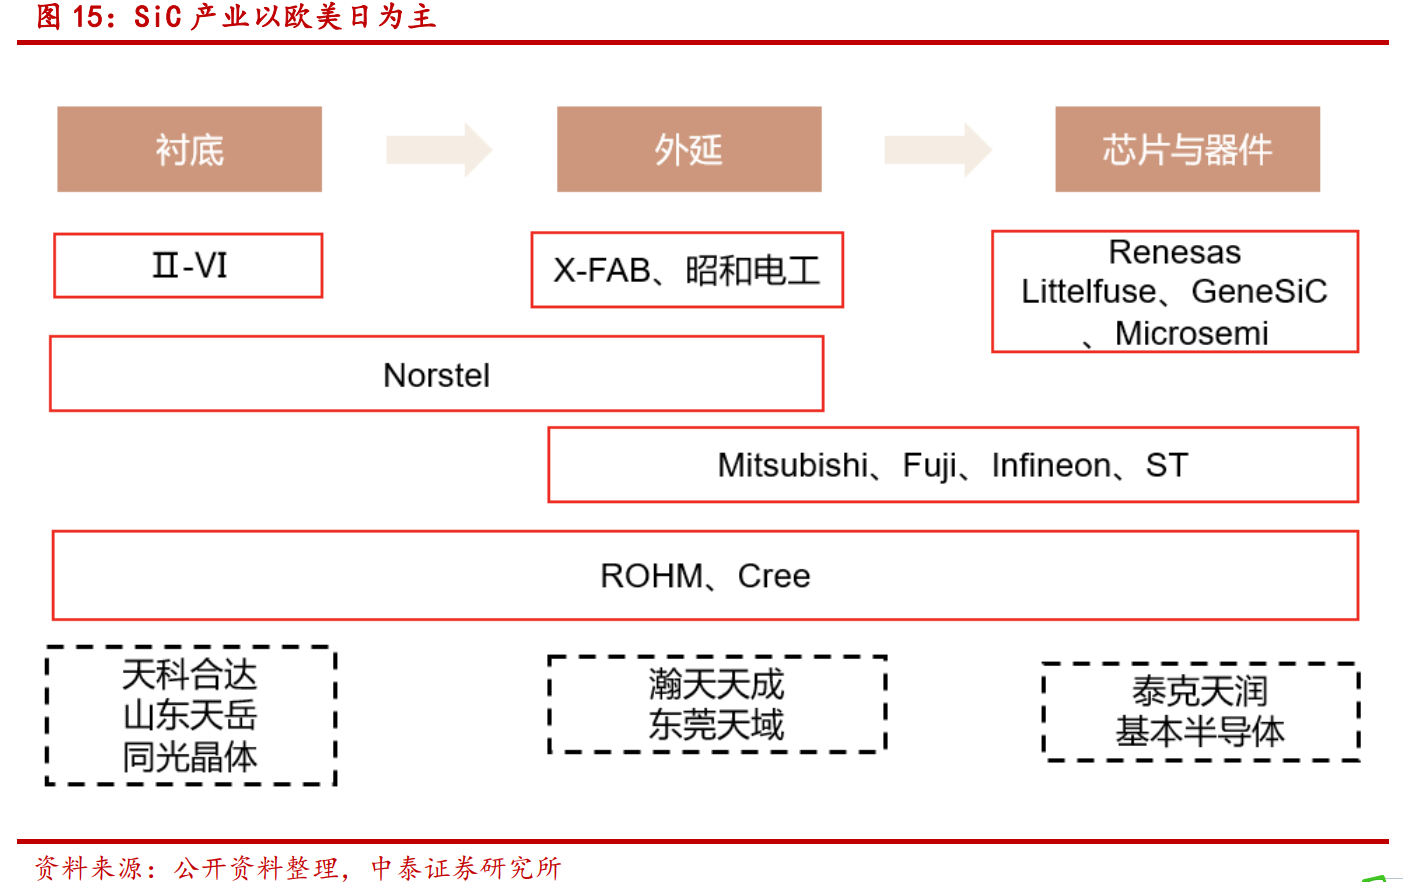 图 15：SiC 产业以欧美日为主
衬底
外延
芯片与器件
Ⅱ-Ⅵ
X-FAB、昭和电工
Renesas
Littelfuse、GeneSiC
、Microsemi
Norstel
Mitsubishi、Fuji、Infineon、ST
ROHM、Cree
天科合达
山东天岳
同光晶体
瀚天天成
东莞天域
泰克天润
基本半导体
资料来源：公开资料整理，中泰证券研究所